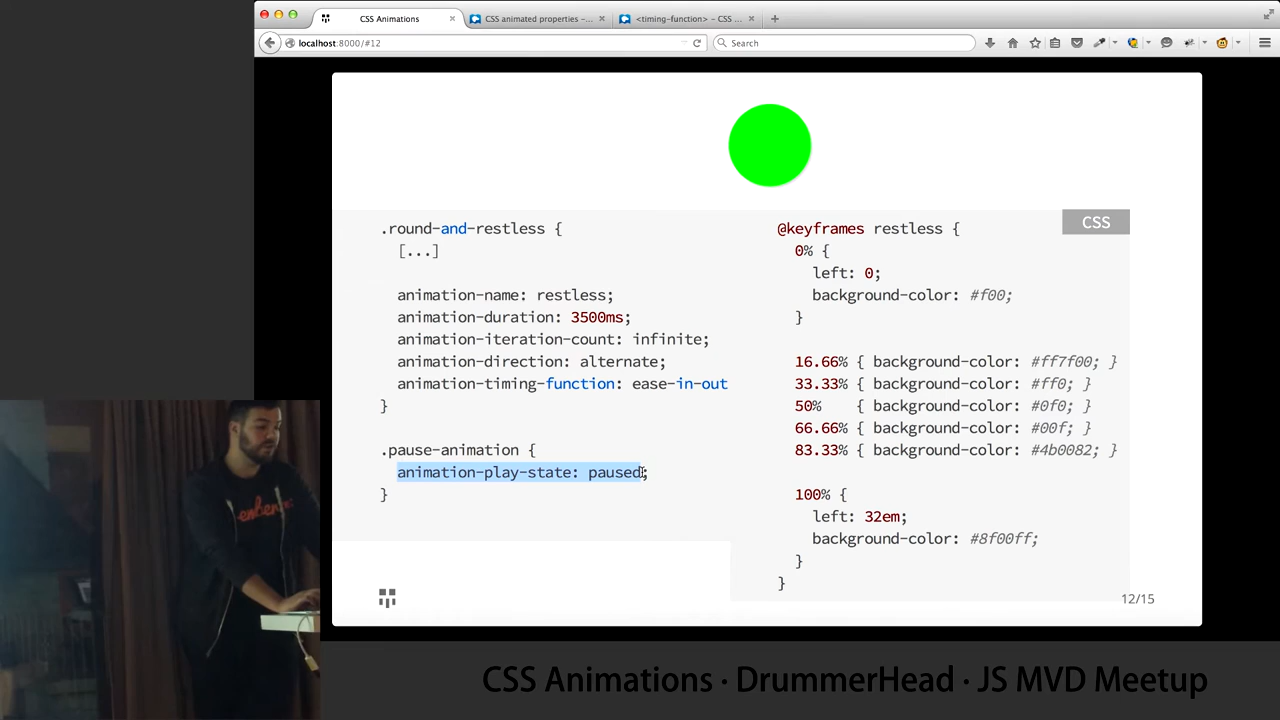 CSS Animations
CSS animated properties -...
<timing-function> - CSS ...
localhost:8000/#12
Search
.round-and-restless {
[...]
animation-name: restless;
animation-duration: 3500ms;
animation-iteration-count: infinite;
animation-direction: alternate;
animation-timing-function: ease-in-out
}
.pause-animation {
animation-play-state: paused;
}
CSS
@keyframes restless {
0% {
left: 0;
background-color: #f00;
}
16.66% { background-color: #ff7f00; }
33.33% { background-color: #ff0; }
50% { background-color: #0f0; }
66.66% { background-color: #00f; }
83.33% { background-color: #4b0082; }
100% {
left: 32em;
background-color: #8f00ff;
}
}
12/15
ember
CSS Animations · DrummerHead · JS MVD Meetup